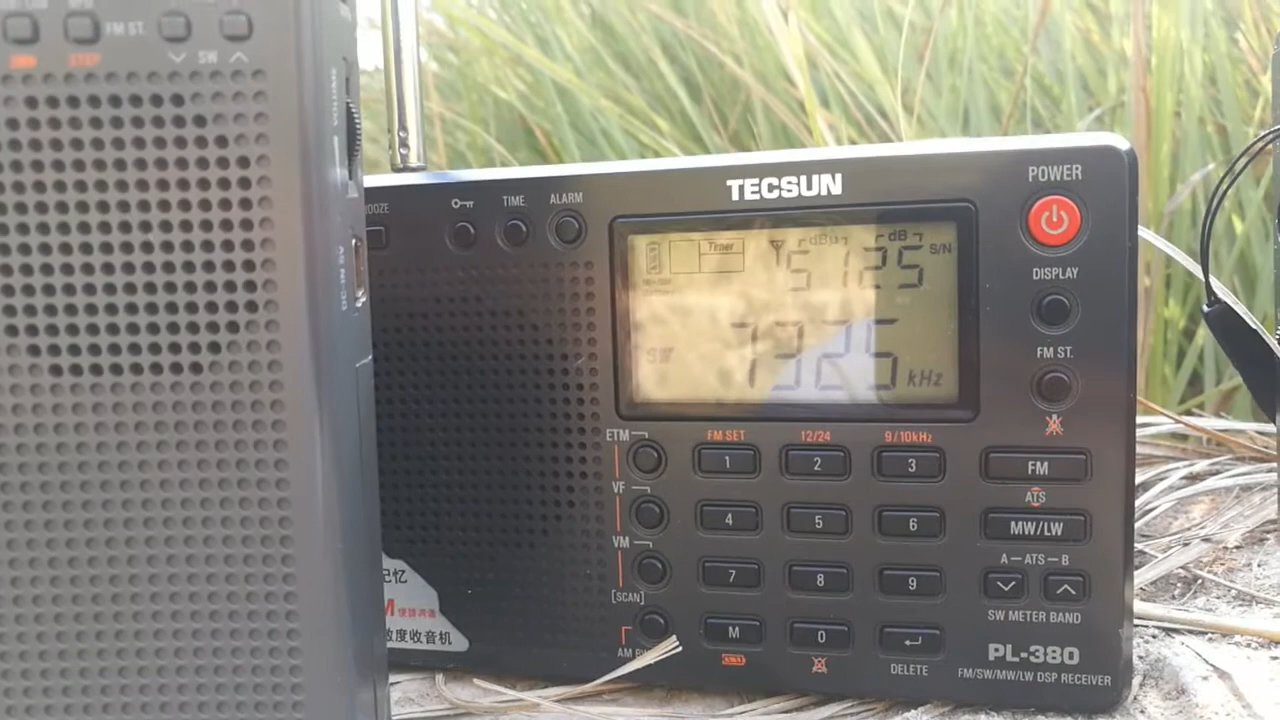 FM ST.
STEP
SW
TIME
ALARM
TECSUN
POWER
DISPLAY
FM ST.
Timer
dBµ
dB
S/N
5125
SW
7325
kHz
ETM
VF
VM
[SCAN]
FM SET
12/24
9/10kHz
1
2
3
4
5
6
7
8
9
M
0
DELETE
FM
ATS
MW/LW
A — ATS — B
SW METER BAND
PL-380
FM/SW/MW/LW DSP RECEIVER
记忆
度收音机